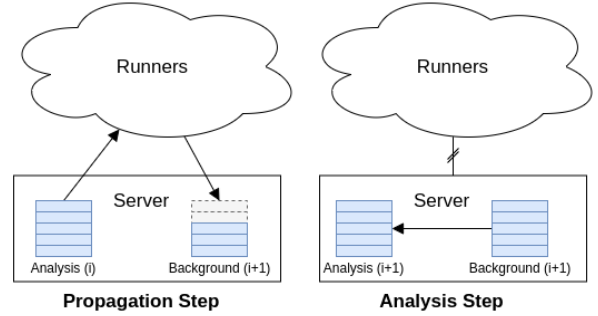 Runners
Server
Analysis (i)
Background (i+1)
Propagation Step
Runners
Server
Analysis (i+1)
Background (i+1)
Analysis Step